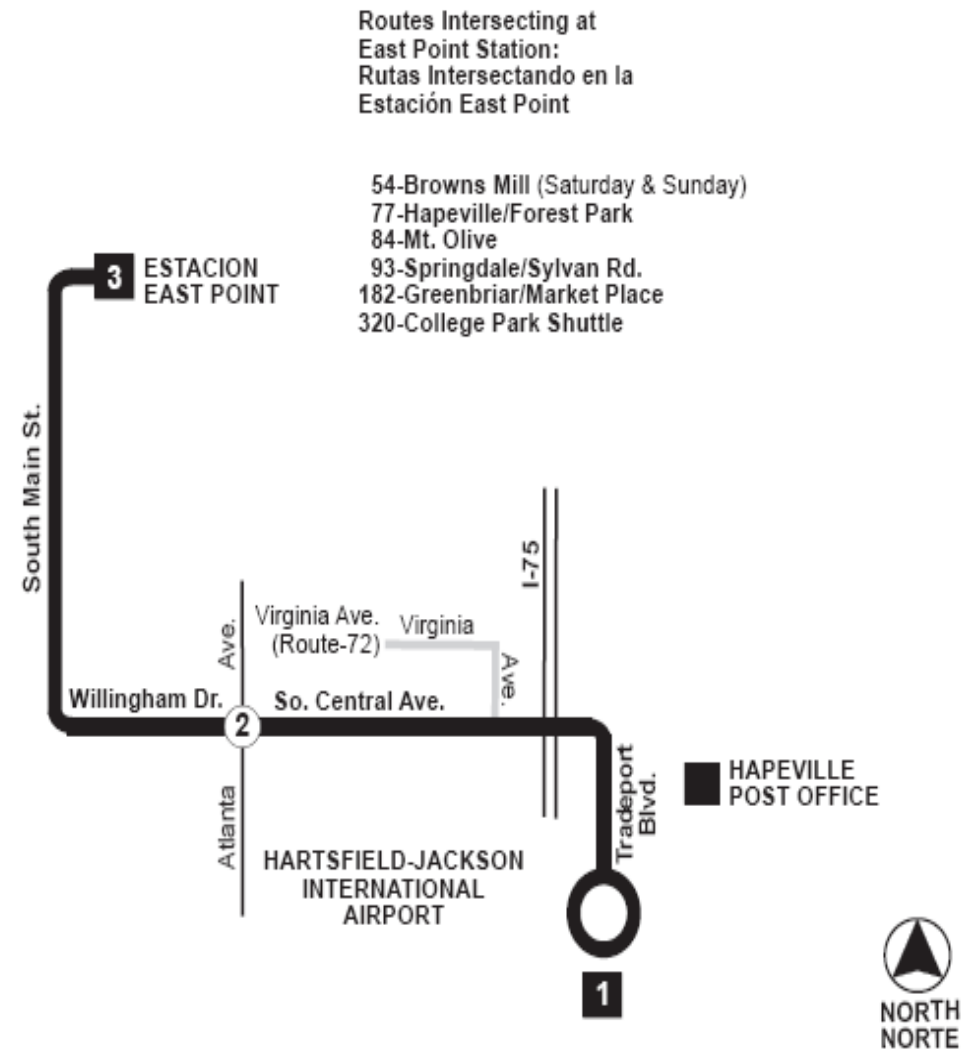 Routes Intersecting at
East Point Station:
Rutas Intersectando en la
Estación East Point
54-Browns Mill (Saturday & Sunday)
77-Hapeville/Forest Park
84-Mt. Olive
93-Springdale/Sylvan Rd.
182-Greenbriar/Market Place
320-College Park Shuttle
3
ESTACION
EAST POINT
South Main St.
I-75
Virginia Ave.
(Route-72)
Virginia
Ave.
Ave.
Willingham Dr.
So. Central Ave.
2
Atlanta
Tradeport
Blvd.
HAPEVILLE
POST OFFICE
HARTSFIELD-JACKSON
INTERNATIONAL
AIRPORT
1
NORTH
NORTE